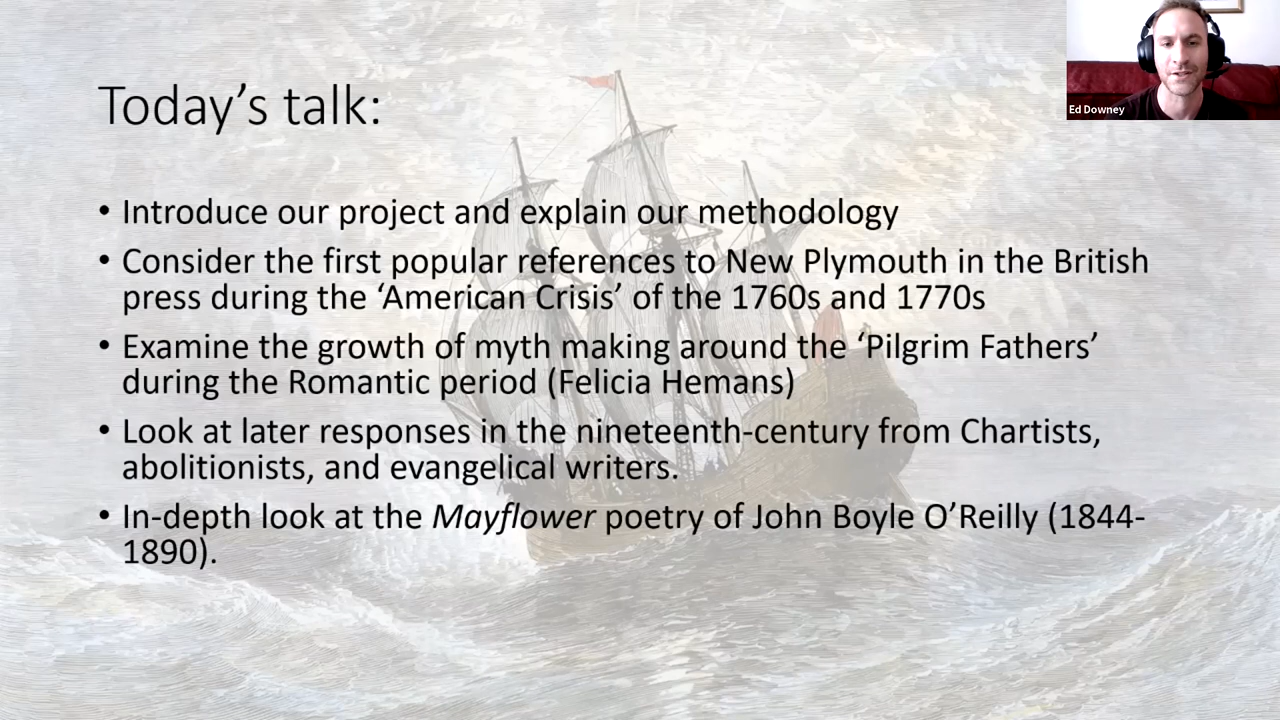 Today’s talk:
Ed Downey
• Introduce our project and explain our methodology
• Consider the first popular references to New Plymouth in the British
press during the ‘American Crisis’ of the 1760s and 1770s
• Examine the growth of myth making around the ‘Pilgrim Fathers’
during the Romantic period (Felicia Hemans)
• Look at later responses in the nineteenth-century from Chartists,
abolitionists, and evangelical writers.
• In-depth look at the Mayflower poetry of John Boyle O’Reilly (1844-
1890).